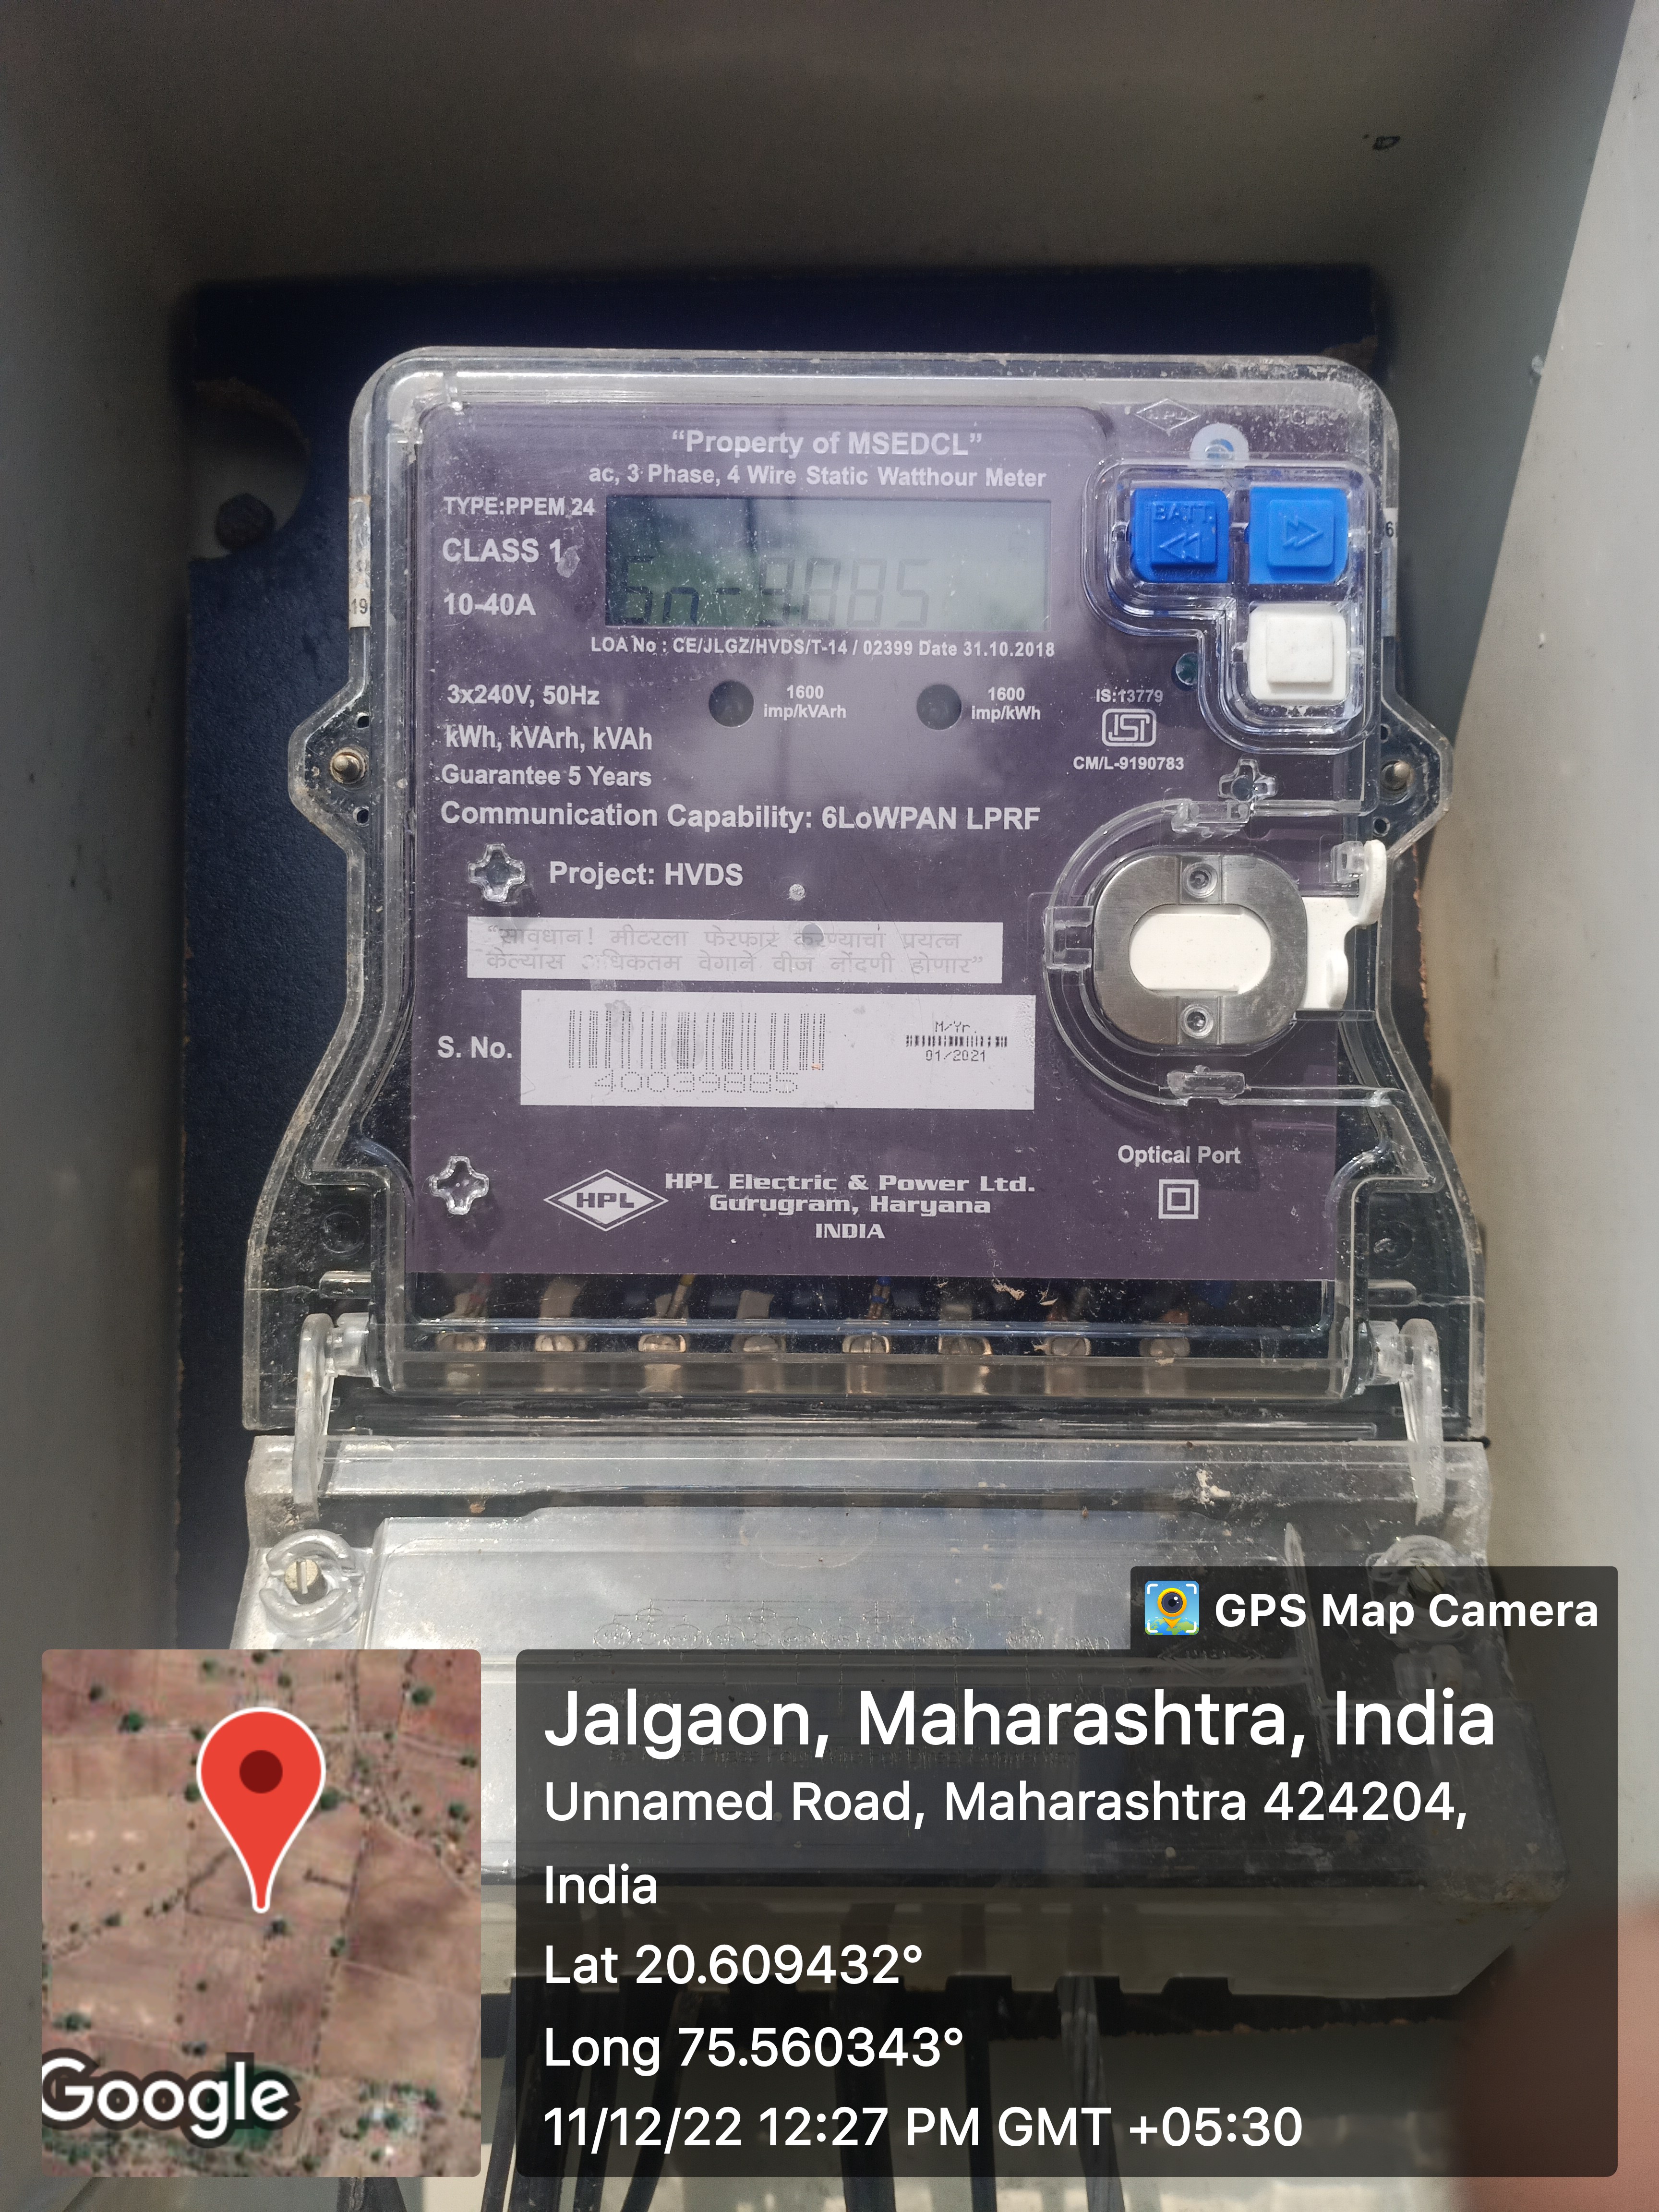 HPL
"Property of MSEDCL"
ac, 3 Phase, 4 Wire Static Watthour Meter
TYPE:PPEM 24
CLASS 1
10-40A
BATT.
LOA No : CE/JLGZ/HVDS/T-14 / 02399 Date 31.10.2018
3x240V, 50Hz
1600
imp/kVArh
1600
imp/kWh
IS:13779
CM/L-9190783
kWh, kVArh, kVAh
Guarantee 5 Years
Communication Capability: 6LoWPAN LPRF
Project: HVDS
"सावधान! मीटरला फेरफार करण्याचा प्रयत्न
केल्यास अधिकतम वेगाने वीज नोंदणी होणार"
S. No.
40039885
M/Yr.
01/2021
Optical Port
HPL
HPL Electric & Power Ltd.
Gurugram, Haryana
INDIA
GPS Map Camera
Jalgaon, Maharashtra, India
Unnamed Road, Maharashtra 424204,
India
Lat 20.609432°
Long 75.560343°
11/12/22 12:27 PM GMT +05:30
Google